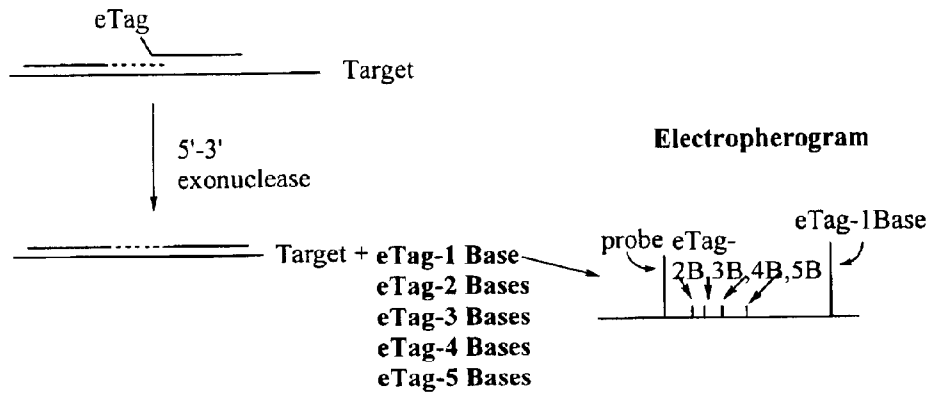 eTag
Target
5'-3'
exonuclease
Electropherogram
Target + eTag-1 Base
eTag-2 Bases
eTag-3 Bases
eTag-4 Bases
eTag-5 Bases
probe eTag-
2B,3B,4B,5B
eTag-1Base